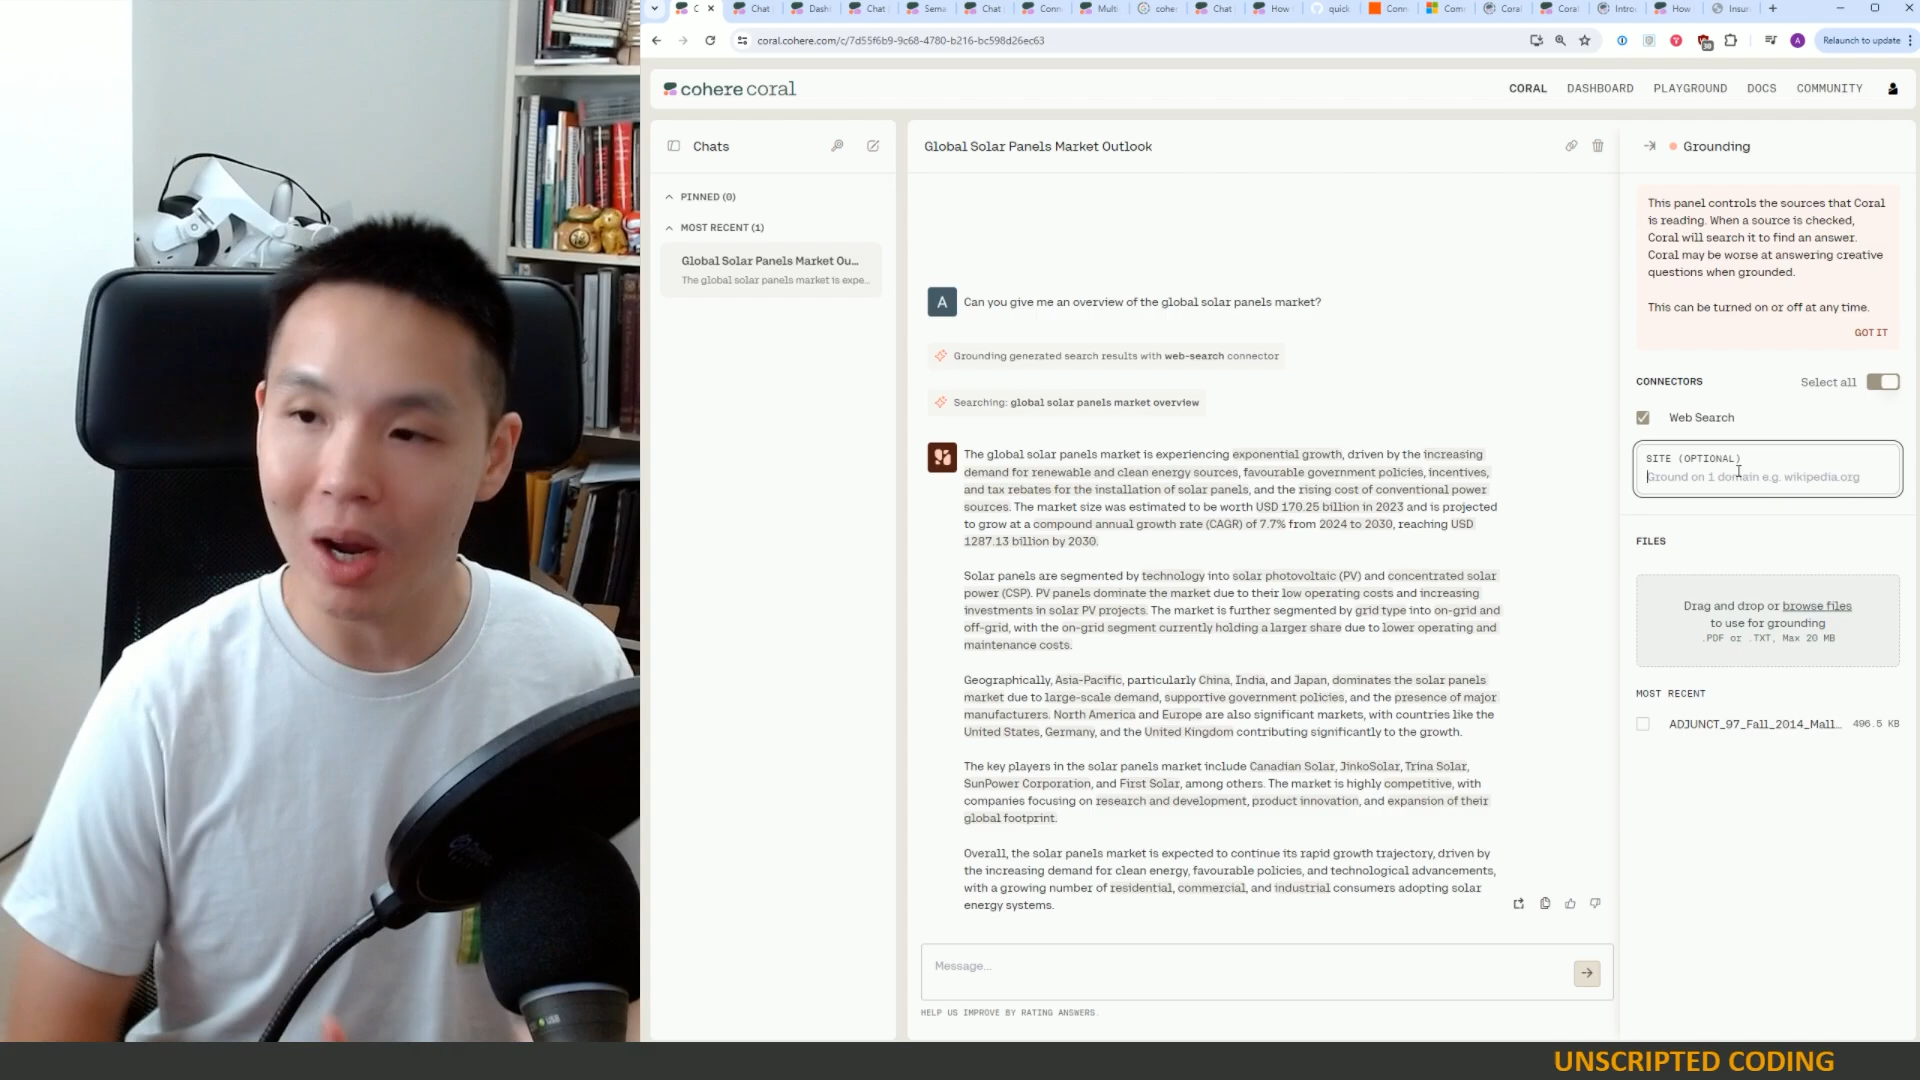 C
Chat
Dash
Chat
Sema
Chat
Conn
Multi
coher
Chat
How
quick
Conn
Com
Coral
Coral
Intro
How
Insur
coral.cohere.com/c/7d55f6b9-9c68-4780-b216-bc598d26ec63
30
A
Relaunch to update
cohere coral
CORAL
DASHBOARD
PLAYGROUND
DOCS
COMMUNITY
Chats
PINNED (0)
MOST RECENT (1)
Global Solar Panels Market Ou...
The global solar panels market is expe...
Global Solar Panels Market Outlook
A
Can you give me an overview of the global solar panels market?
Grounding generated search results with web-search connector
Searching: global solar panels market overview
The global solar panels market is experiencing exponential growth, driven by the increasing
demand for renewable and clean energy sources, favourable government policies, incentives,
and tax rebates for the installation of solar panels, and the rising cost of conventional power
sources. The market size was estimated to be worth USD 170.25 billion in 2023 and is projected
to grow at a compound annual growth rate (CAGR) of 7.7% from 2024 to 2030, reaching USD
1287.13 billion by 2030.
Solar panels are segmented by technology into solar photovoltaic (PV) and concentrated solar
power (CSP). PV panels dominate the market due to their low operating costs and increasing
investments in solar PV projects. The market is further segmented by grid type into on-grid and
off-grid, with the on-grid segment currently holding a larger share due to lower operating and
maintenance costs.
Geographically, Asia-Pacific, particularly China, India, and Japan, dominates the solar panels
market due to large-scale demand, supportive government policies, and the presence of major
manufacturers. North America and Europe are also significant markets, with countries like the
United States, Germany, and the United Kingdom contributing significantly to the growth.
The key players in the solar panels market include Canadian Solar, JinkoSolar, Trina Solar,
SunPower Corporation, and First Solar, among others. The market is highly competitive, with
companies focusing on research and development, product innovation, and expansion of their
global footprint.
Overall, the solar panels market is expected to continue its rapid growth trajectory, driven by
the increasing demand for clean energy, favourable policies, and technological advancements,
with a growing number of residential, commercial, and industrial consumers adopting solar
energy systems.
Message...
HELP US IMPROVE BY RATING ANSWERS.
Grounding
This panel controls the sources that Coral
is reading. When a source is checked,
Coral will search it to find an answer.
Coral may be worse at answering creative
questions when grounded.
This can be turned on or off at any time.
GOT IT
CONNECTORS
Select all
Web Search
SITE (OPTIONAL)
Ground on 1 domain e.g. wikipedia.org
FILES
Drag and drop or browse files
to use for grounding
.PDF or .TXT, Max 20 MB
MOST RECENT
ADJUNCT_97_Fall_2014_Mall...
496.5 KB
UNSCRIPTED CODING